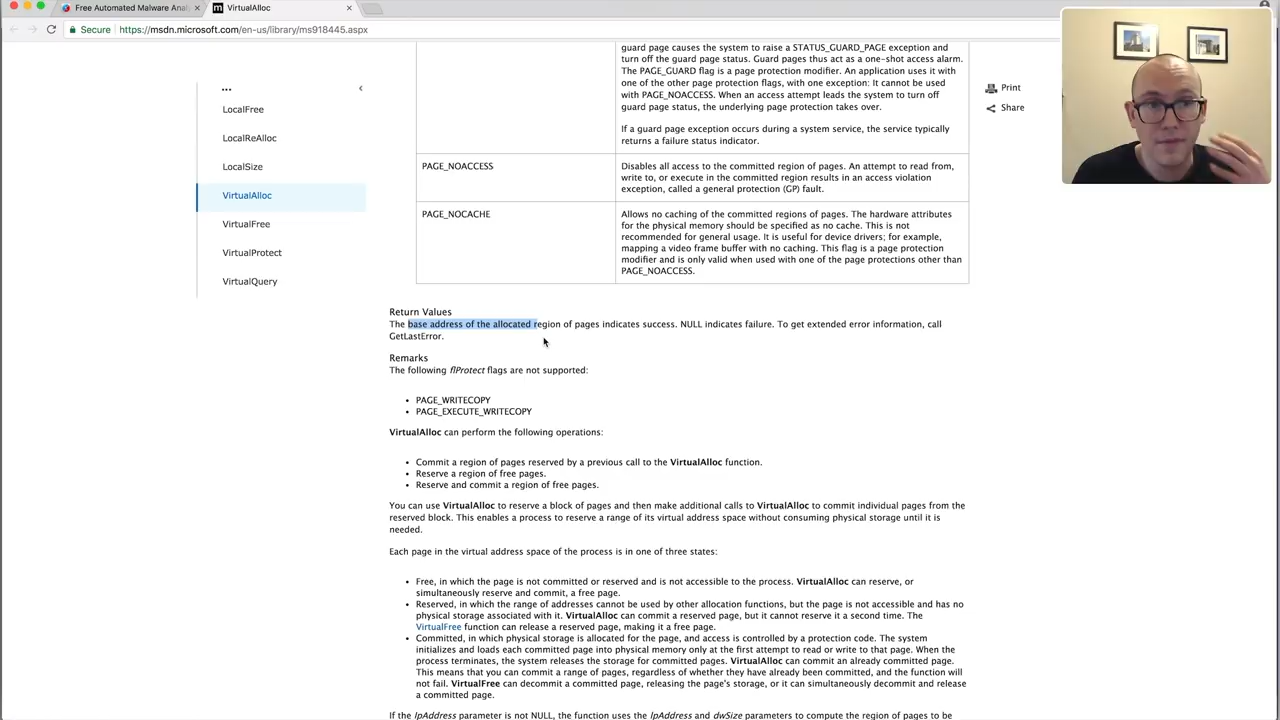 Free Automated Malware Anal
VirtualAlloc
Secure
https://msdn.microsoft.com/en-us/library/ms918445.aspx
...
LocalFree
LocalReAlloc
LocalSize
VirtualAlloc
VirtualFree
VirtualProtect
VirtualQuery
guard page causes the system to raise a STATUS_GUARD_PAGE exception and
turn off the guard page status. Guard pages thus act as a one-shot access alarm.
The PAGE_GUARD flag is a page protection modifier. An application uses it with
one of the other page protection flags, with one exception: It cannot be used
with PAGE_NOACCESS. When an access attempt leads the system to turn off
guard page status, the underlying page protection takes over.
If a guard page exception occurs during a system service, the service typically
returns a failure status indicator.
PAGE_NOACCESS
Disables all access to the committed region of pages. An attempt to read from,
write to, or execute in the committed region results in an access violation
exception, called a general protection (GP) fault.
PAGE_NOCACHE
Allows no caching of the committed regions of pages. The hardware attributes
for the physical memory should be specified as no cache. This is not
recommended for general usage. It is useful for device drivers; for example,
mapping a video frame buffer with no caching. This flag is a page protection
modifier and is only valid when used with one of the page protections other than
PAGE_NOACCESS.
Print
Share
Return Values
The base address of the allocated region of pages indicates success. NULL indicates failure. To get extended error information, call
GetLastError.
Remarks
The following flProtect flags are not supported:
• PAGE_WRITECOPY
• PAGE_EXECUTE_WRITECOPY
VirtualAlloc can perform the following operations:
• Commit a region of pages reserved by a previous call to the VirtualAlloc function.
• Reserve a region of free pages.
• Reserve and commit a region of free pages.
You can use VirtualAlloc to reserve a block of pages and then make additional calls to VirtualAlloc to commit individual pages from the
reserved block. This enables a process to reserve a range of its virtual address space without consuming physical storage until it is
needed.
Each page in the virtual address space of the process is in one of three states:
• Free, in which the page is not committed or reserved and is not accessible to the process. VirtualAlloc can reserve, or
simultaneously reserve and commit, a free page.
• Reserved, in which the range of addresses cannot be used by other allocation functions, but the page is not accessible and has no
physical storage associated with it. VirtualAlloc can commit a reserved page, but it cannot reserve it a second time. The
VirtualFree function can release a reserved page, making it a free page.
• Committed, in which physical storage is allocated for the page, and access is controlled by a protection code. The system
initializes and loads each committed page into physical memory only at the first attempt to read or write to that page. When the
process terminates, the system releases the storage for committed pages. VirtualAlloc can commit an already committed page.
This means that you can commit a range of pages, regardless of whether they have already been committed, and the function will
not fail. VirtualFree can decommit a committed page, releasing the page's storage, or it can simultaneously decommit and release
a committed page.
If the lpAddress parameter is not NULL, the function uses the lpAddress and dwSize parameters to compute the region of pages to be